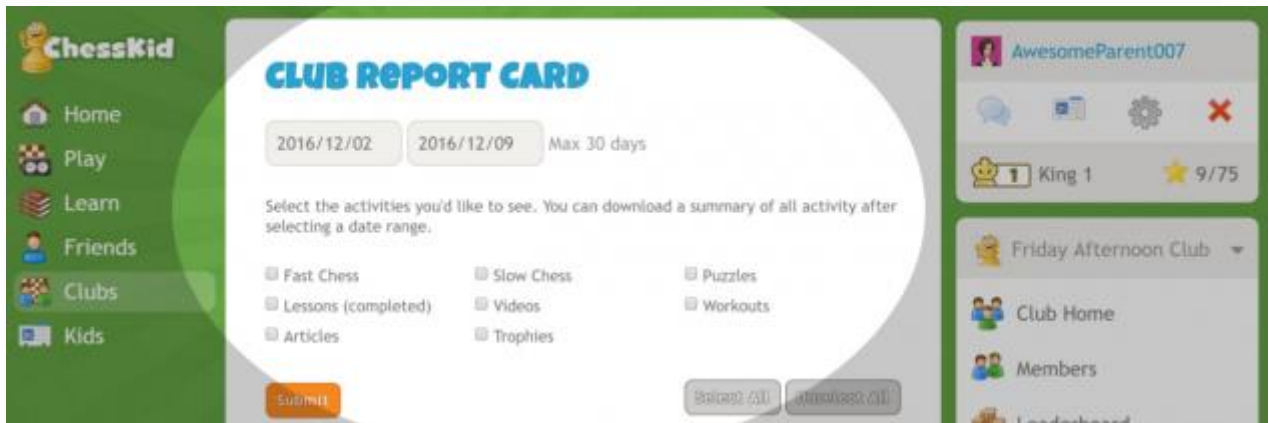 ChessKid
Home
Play
Learn
Friends
Clubs
Kids
CLUB RePORT CARD
2016/12/02 2016/12/09 Max 30 days
Select the activities you'd like to see. You can download a summary of all activity after
selecting a date range.
Fast Chess Slow Chess Puzzles
Lessons (completed) Videos Workouts
Articles Trophies
Submit Select All Unselect All
AwesomeParent007
1 King 1 9/75
Friday Afternoon Club
Club Home
Members
Leaderboard